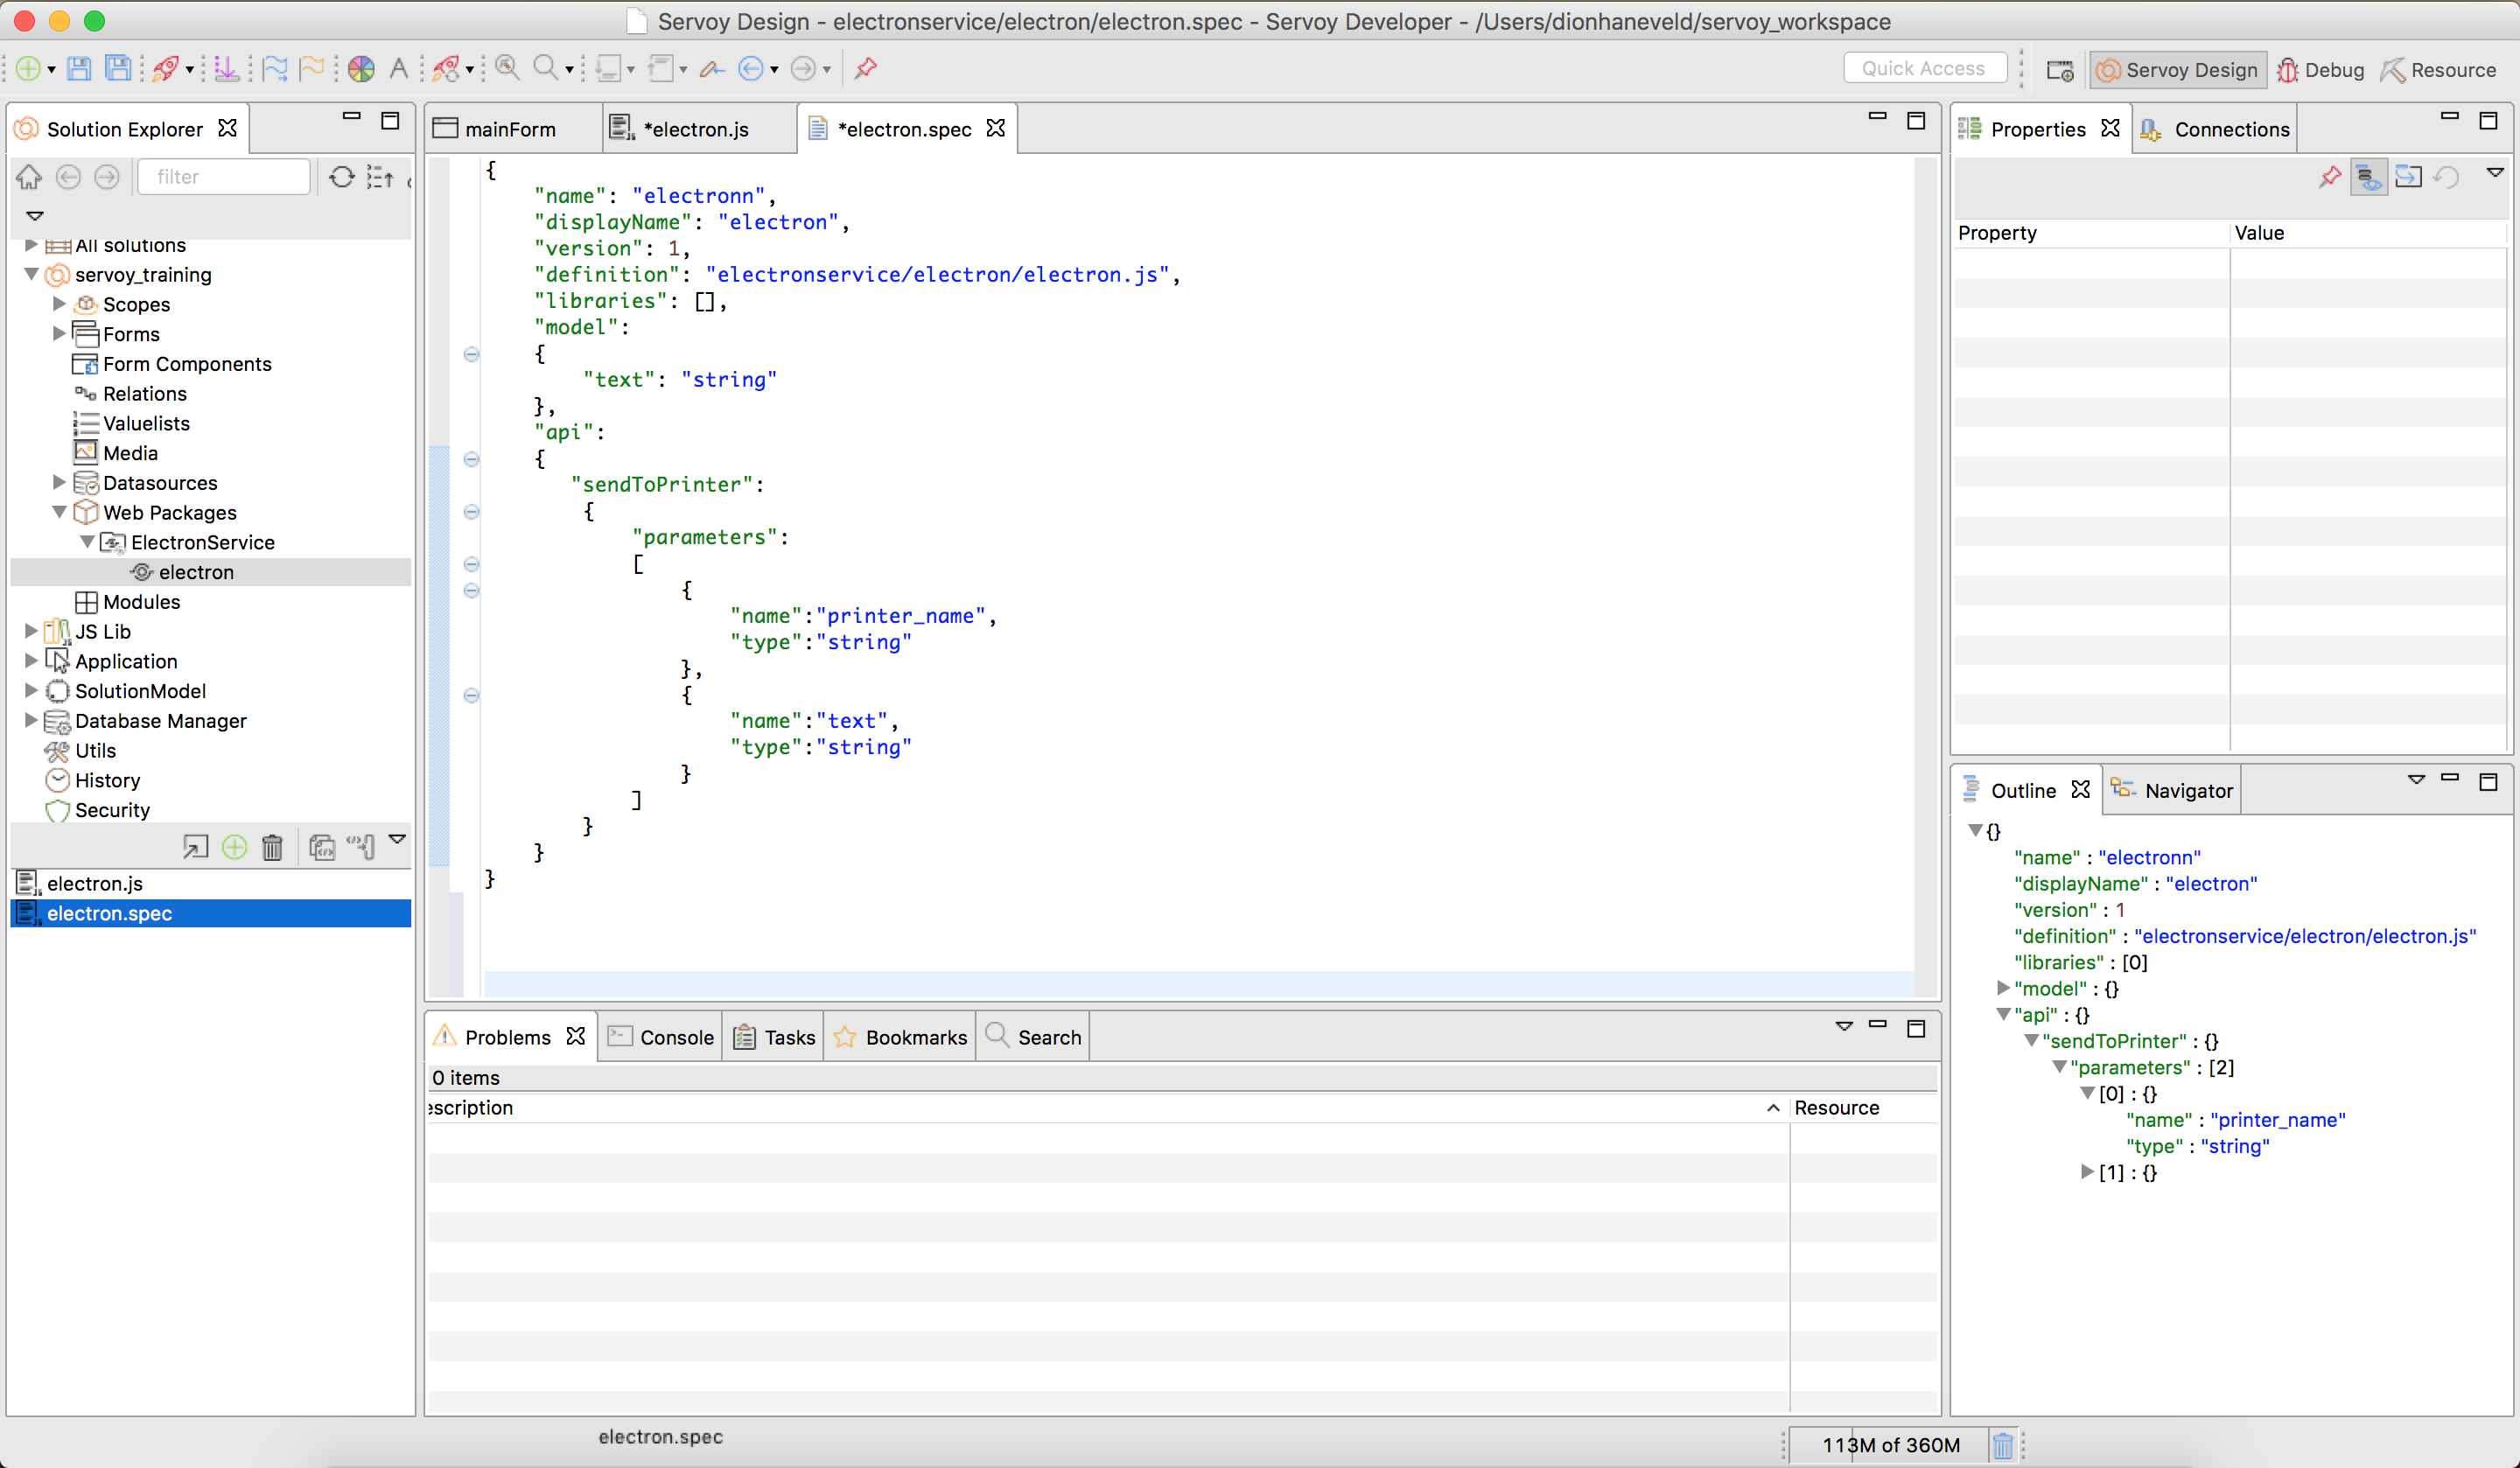 Servoy Design - electronservice/electron/electron.spec - Servoy Developer - /Users/dionhaneveld/servoy_workspace
Quick Access
Servoy Design
Debug
Resource
Solution Explorer
filter
All solutions
servoy_training
Scopes
Forms
Form Components
Relations
Valuelists
Media
Datasources
Web Packages
ElectronService
electron
Modules
JS Lib
Application
SolutionModel
Database Manager
Utils
History
Security
electron.js
electron.spec
mainForm
*electron.js
*electron.spec
{
"name": "electronn",
"displayName": "electron",
"version": 1,
"definition": "electronservice/electron/electron.js",
"libraries": [],
"model":
{
"text": "string"
},
"api":
{
"sendToPrinter":
{
"parameters":
[
{
"name":"printer_name",
"type":"string"
},
{
"name":"text",
"type":"string"
}
]
}
}
}
Problems
Console
Tasks
Bookmarks
Search
0 items
escription
Resource
Properties
Connections
Property
Value
Outline
Navigator
{}
"name" : "electronn"
"displayName" : "electron"
"version" : 1
"definition" : "electronservice/electron/electron.js"
"libraries" : [0]
"model" : {}
"api" : {}
"sendToPrinter" : {}
"parameters" : [2]
[0] : {}
"name" : "printer_name"
"type" : "string"
[1] : {}
electron.spec
113M of 360M